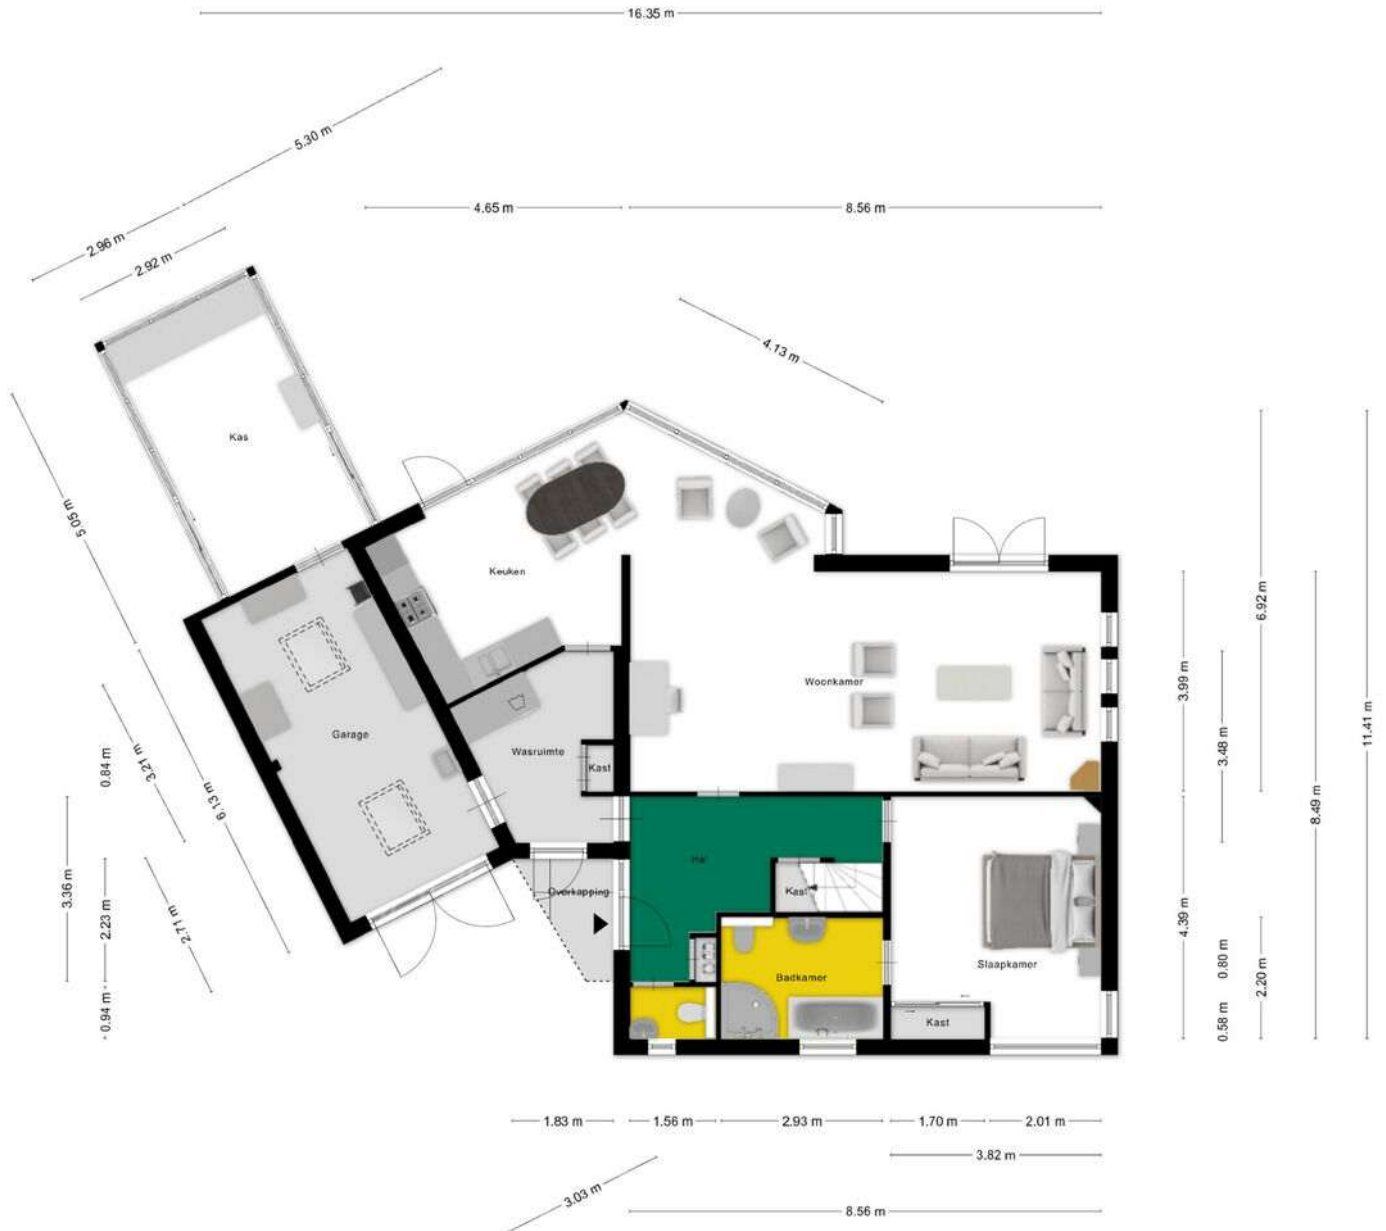 16.35 m
5.30 m
4.65 m
8.56 m
2.96 m
2.92 m
4.13 m
Kas
5.05 m
Keuken
6.92 m
11.41 m
3.99 m
Woonkamer
3.48 m
8.49 m
Garage
Wasruimte
Kast
0.84 m
3.21 m
6.13 m
Hal
Kast
Overkapping
3.36 m
2.23 m
2.71 m
4.39 m
0.80 m
2.20 m
Badkamer
Slaapkamer
0.94 m
Kast
0.58 m
1.83 m
1.56 m
2.93 m
1.70 m
2.01 m
3.82 m
3.03 m
8.56 m